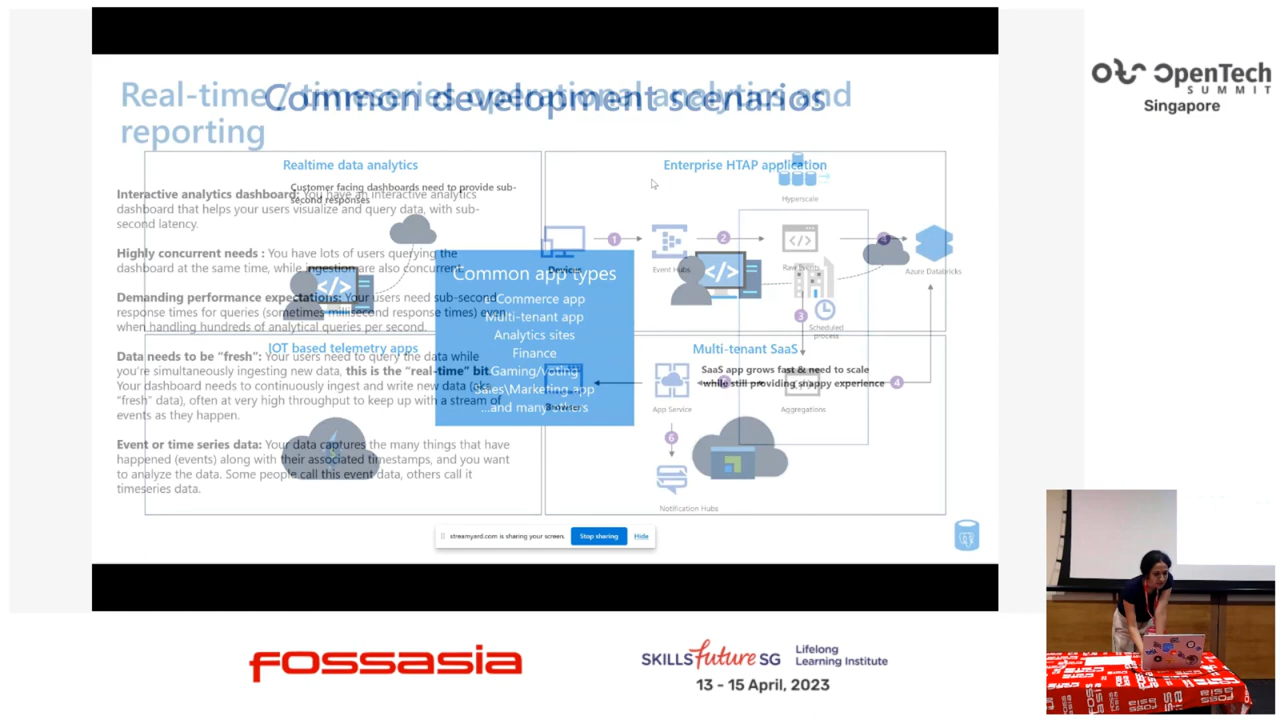 Real-time / timeseries operational analytics and
reporting
Common development scenarios
Realtime data analytics
Customer facing dashboards need to provide sub-
second responses
Interactive analytics dashboard: You have an interactive analytics
dashboard that helps your users visualize and query data, with sub-
second latency.
Highly concurrent needs : You have lots of users querying the
dashboard at the same time, while ingestion are also concurrent.
Demanding performance expectations: Your users need sub-second
response times for queries (sometimes millisecond response times) even
when handling hundreds of analytical queries per second.
IOT based telemetry apps
Data needs to be “fresh”: Your users need to query the data while
you’re simultaneously ingesting new data, this is the “real-time” bit.
Your dashboard needs to continuously ingest and write new data (aka
“fresh” data), often at very high throughput to keep up with a stream of
events as they happen.
Event or time series data: Your data captures the many things that have
happened (events) along with their associated timestamps, and you want
to analyze the data. Some people call this event data, others call it
timeseries data.
Common app types
eCommerce app
Multi-tenant app
Analytics sites
Finance
Gaming/voting
Sales\Marketing app
...and many others
Enterprise HTAP application
Hyperscale
1
2
Devices
Event Hubs
Raw Events
Azure Databricks
3
Scheduled
process
Multi-tenant SaaS
SaaS app grows fast & need to scale
while still providing snappy experience
4
Browser
App Service
Aggregations
6
Notification Hubs
streamyard.com is sharing your screen.
Stop sharing
Hide
OpenTech
SUMMIT
Singapore
FOSSASIA
SKILLS future SG
Lifelong
Learning Institute
13 - 15 April, 2023